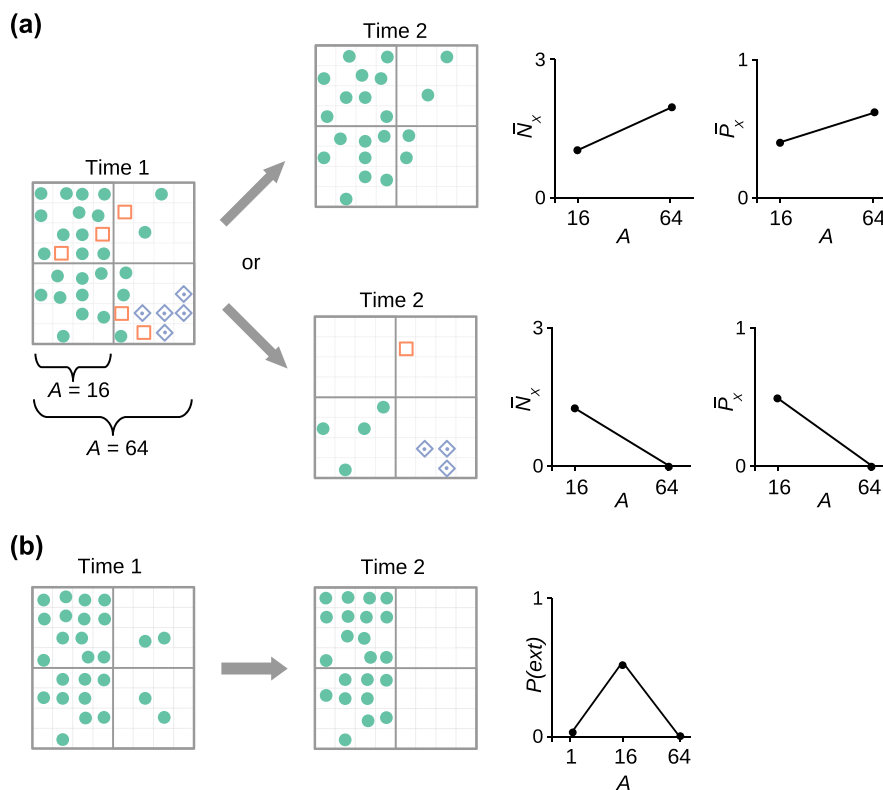 (a)
Time 1
A = 16
A = 64
or
Time 2
3
0
N̄x
16 64
A
1
0
P̄x
16 64
A
Time 2
3
0
N̄x
16 64
A
1
0
P̄x
16 64
A
(b)
Time 1
Time 2
1
0
P(ext)
1 16 64
A